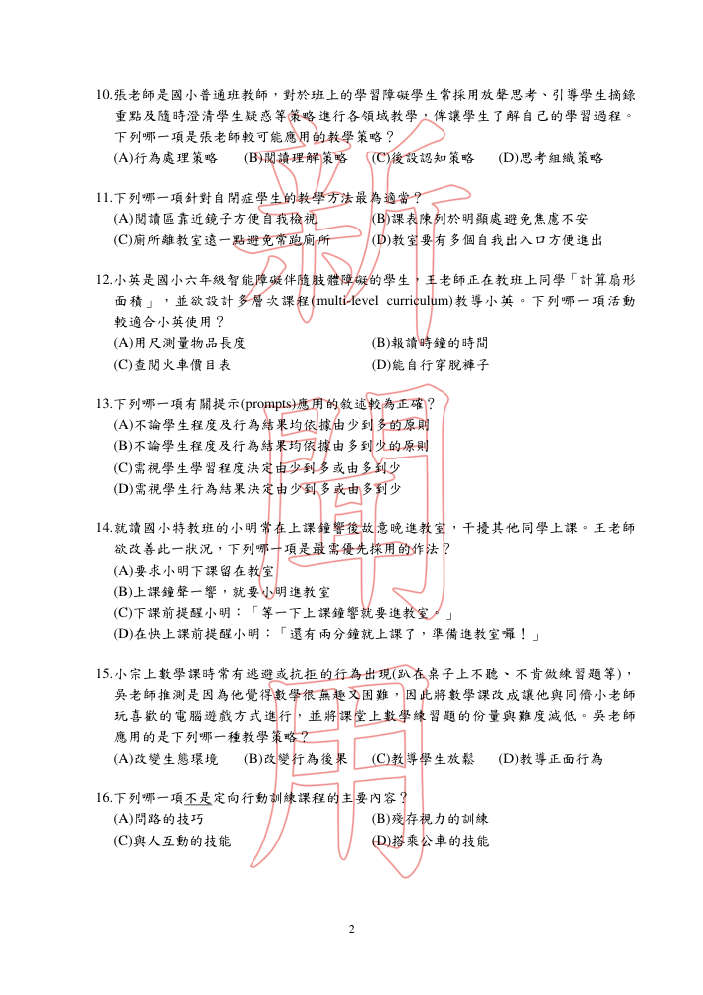 10.張老師是國小普通班教師，對於班上的學習障礙學生常採用放聲思考、引導學生摘錄
重點及隨時澄清學生疑惑等策略進行各領域教學，俾讓學生了解自己的學習過程。
下列哪一項是張老師較可能應用的教學策略？
(A)行為處理策略 (B)閱讀理解策略 (C)後設認知策略 (D)思考組織策略
11.下列哪一項針對自閉症學生的教學方法最為適當？
(A)閱讀區靠近鏡子方便自我檢視 (B)課表陳列於明顯處避免焦慮不安
(C)廁所離教室遠一點避免常跑廁所 (D)教室要有多個自我出入口方便進出
12.小英是國小六年級智能障礙伴隨肢體障礙的學生，王老師正在教班上同學「計算扇形
面積」，並欲設計多層次課程(multi-level curriculum)教導小英。下列哪一項活動
較適合小英使用？
(A)用尺測量物品長度 (B)報讀時鐘的時間
(C)查閱火車價目表 (D)能自行穿脫褲子
13.下列哪一項有關提示(prompts)應用的敘述較為正確？
(A)不論學生程度及行為結果均依據由少到多的原則
(B)不論學生程度及行為結果均依據由多到少的原則
(C)需視學生學習程度決定由少到多或由多到少
(D)需視學生行為結果決定由少到多或由多到少
14.就讀國小特教班的小明常在上課鐘響後故意晚進教室，干擾其他同學上課。王老師
欲改善此一狀況，下列哪一項是最需優先採用的作法？
(A)要求小明下課留在教室
(B)上課鐘聲一響，就要小明進教室
(C)下課前提醒小明：「等一下上課鐘響就要進教室。」
(D)在快上課前提醒小明：「還有兩分鐘就上課了，準備進教室囉！」
15.小宗上數學課時常有逃避或抗拒的行為出現(趴在桌子上不聽、不肯做練習題等)，
吳老師推測是因為他覺得數學很無趣又困難，因此將數學課改成讓他與同儕小老師
玩喜歡的電腦遊戲方式進行，並將課堂上數學練習題的份量與難度減低。吳老師
應用的是下列哪一種教學策略？
(A)改變生態環境 (B)改變行為後果 (C)教導學生放鬆 (D)教導正面行為
16.下列哪一項不是定向行動訓練課程的主要內容？
(A)問路的技巧 (B)殘存視力的訓練
(C)與人互動的技能 (D)搭乘公車的技能
新聞用
2